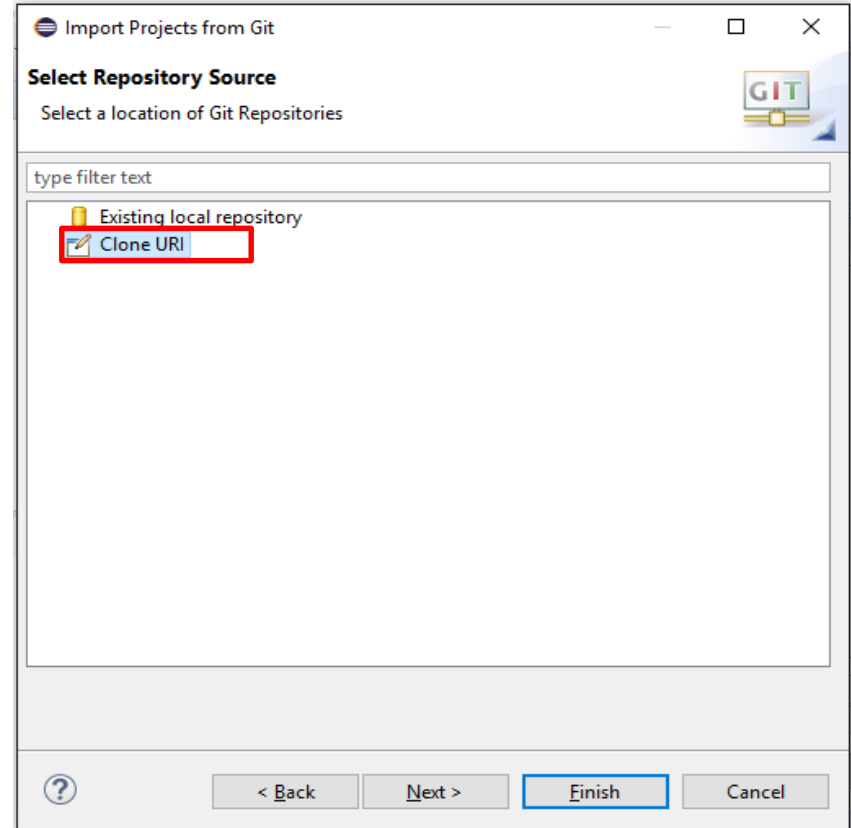 Import Projects from Git
Select Repository Source
Select a location of Git Repositories
GIT
type filter text
Existing local repository
Clone URI
?
< Back
Next >
Finish
Cancel